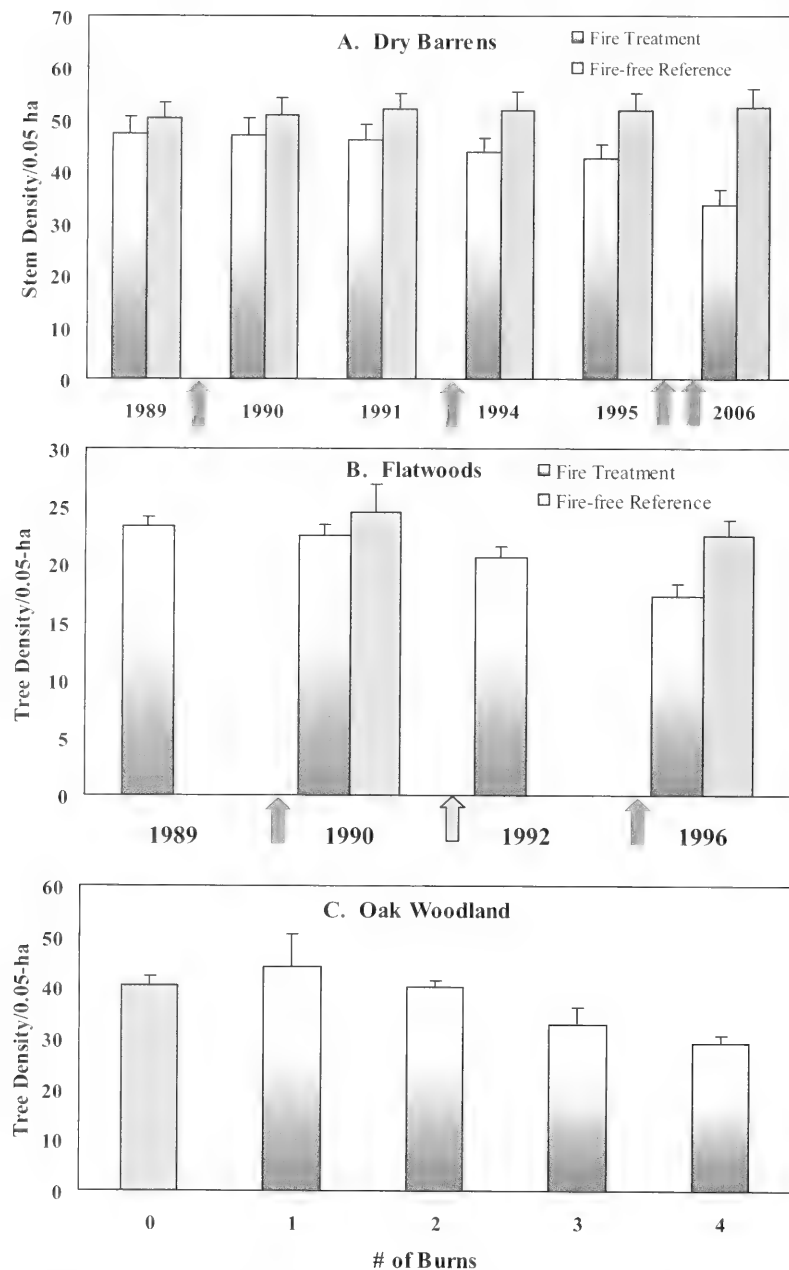 A. Dry Barrens
Fire Treatment
Fire-free Reference
Stem Density/0.05 ha
70
60
50
40
30
20
10
0
1989 1990 1991 1994 1995 2006
B. Flatwoods
Fire Treatment
Fire-free Reference
Tree Density/0.05-ha
30
25
20
15
10
5
0
1989 1990 1992 1996
C. Oak Woodland
Tree Density/0.05-ha
60
50
40
30
20
10
0
0 1 2 3 4
# of Burns